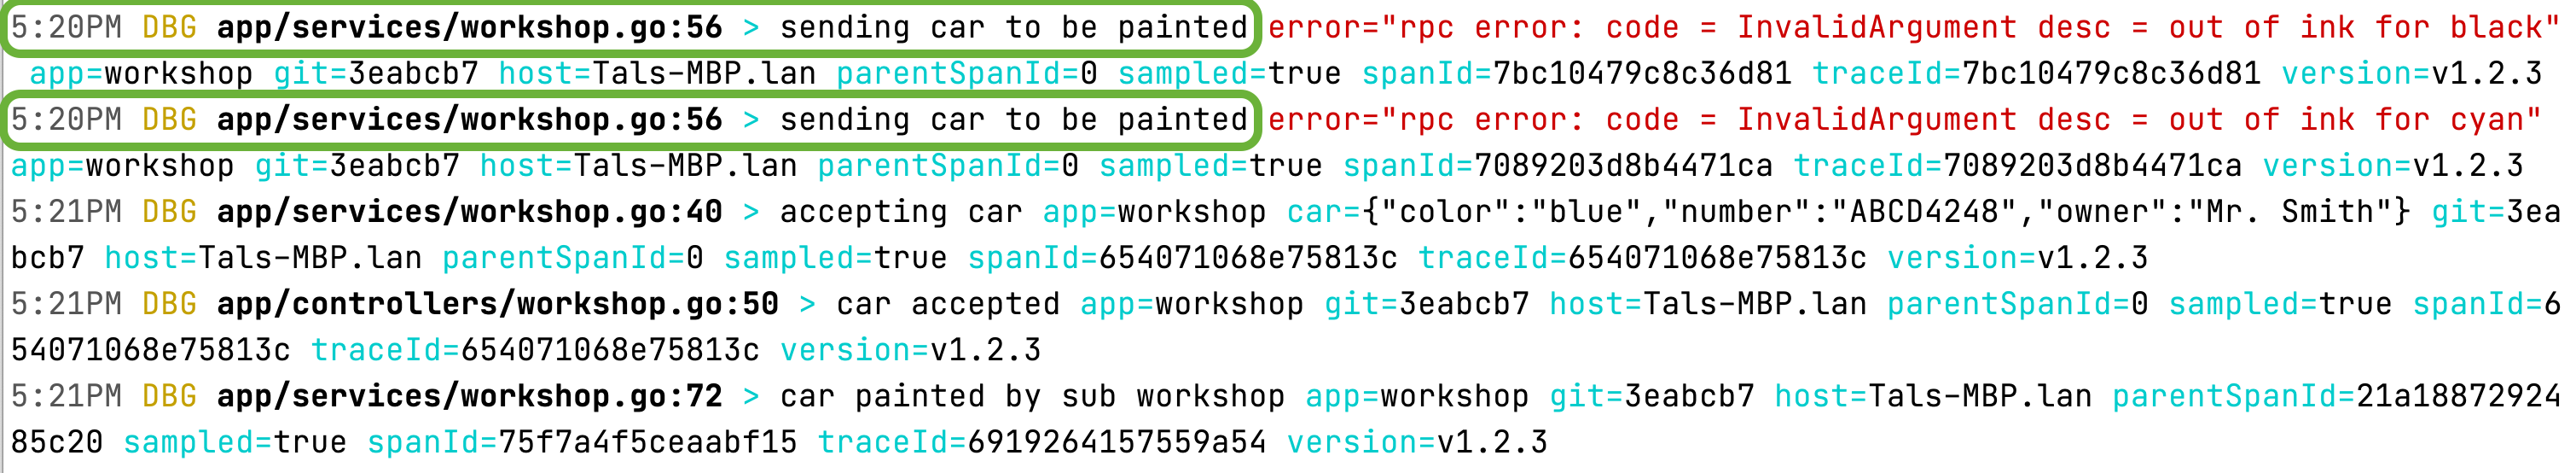 5:20PM DBG app/services/workshop.go:56 > sending car to be painted error="rpc error: code = InvalidArgument desc = out of ink for black"
app=workshop git=3eabcb7 host=Tals-MBP.lan parentSpanId=0 sampled=true spanId=7bc10479c8c36d81 traceId=7bc10479c8c36d81 version=v1.2.3
5:20PM DBG app/services/workshop.go:56 > sending car to be painted error="rpc error: code = InvalidArgument desc = out of ink for cyan"
app=workshop git=3eabcb7 host=Tals-MBP.lan parentSpanId=0 sampled=true spanId=7089203d8b4471ca traceId=7089203d8b4471ca version=v1.2.3
5:21PM DBG app/services/workshop.go:40 > accepting car app=workshop car={"color":"blue","number":"ABCD4248","owner":"Mr. Smith"} git=3ea
bcb7 host=Tals-MBP.lan parentSpanId=0 sampled=true spanId=654071068e75813c traceId=654071068e75813c version=v1.2.3
5:21PM DBG app/controllers/workshop.go:50 > car accepted app=workshop git=3eabcb7 host=Tals-MBP.lan parentSpanId=0 sampled=true spanId=6
54071068e75813c traceId=654071068e75813c version=v1.2.3
5:21PM DBG app/services/workshop.go:72 > car painted by sub workshop app=workshop git=3eabcb7 host=Tals-MBP.lan parentSpanId=21a18872924
85c20 sampled=true spanId=75f7a4f5ceaabf15 traceId=6919264157559a54 version=v1.2.3